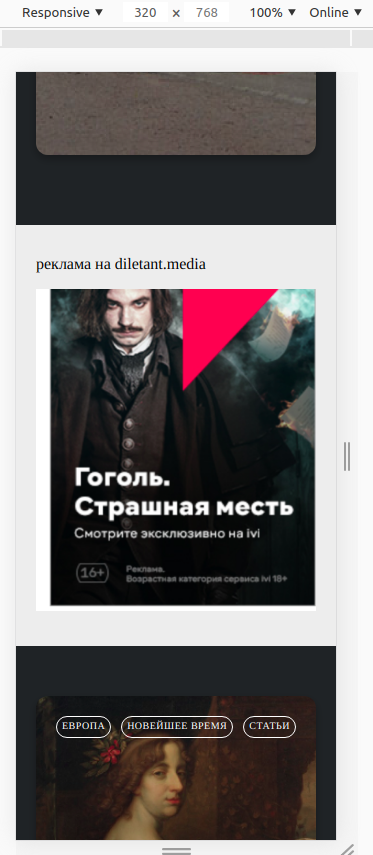 Responsive ▼ 320 × 768 100% ▼ Online ▼
реклама на diletant.media
Гоголь.
Страшная месть
Смотрите эксклюзивно на ivi
16+
Реклама.
Возрастная категория сервиса ivi 18+
ЕВРОПА НОВЕЙШЕЕ ВРЕМЯ СТАТЬИ